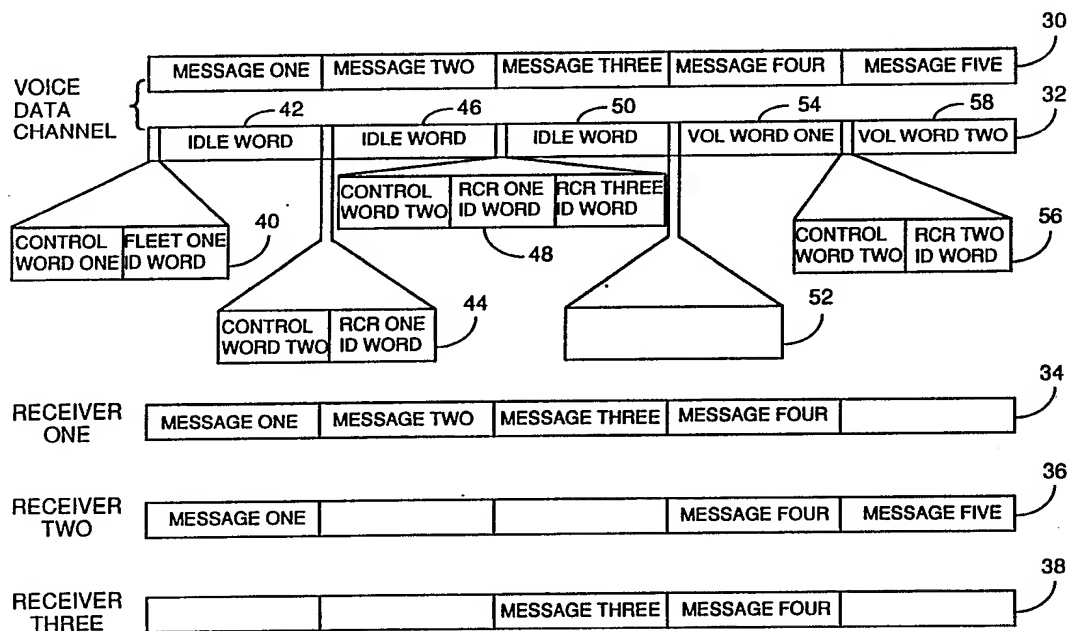 30
MESSAGE ONE MESSAGE TWO MESSAGE THREE MESSAGE FOUR MESSAGE FIVE
VOICE
DATA
CHANNEL
42 46 50 54 58 32
IDLE WORD IDLE WORD IDLE WORD VOL WORD ONE VOL WORD TWO
CONTROL WORD TWO
RCR ONE ID WORD
RCR THREE ID WORD
48
CONTROL WORD ONE
FLEET ONE ID WORD
40
CONTROL WORD TWO
RCR TWO ID WORD
56
CONTROL WORD TWO
RCR ONE ID WORD
44
52
34
RECEIVER
ONE
MESSAGE ONE MESSAGE TWO MESSAGE THREE MESSAGE FOUR
36
RECEIVER
TWO
MESSAGE ONE MESSAGE FOUR MESSAGE FIVE
38
RECEIVER
THREE
MESSAGE THREE MESSAGE FOUR